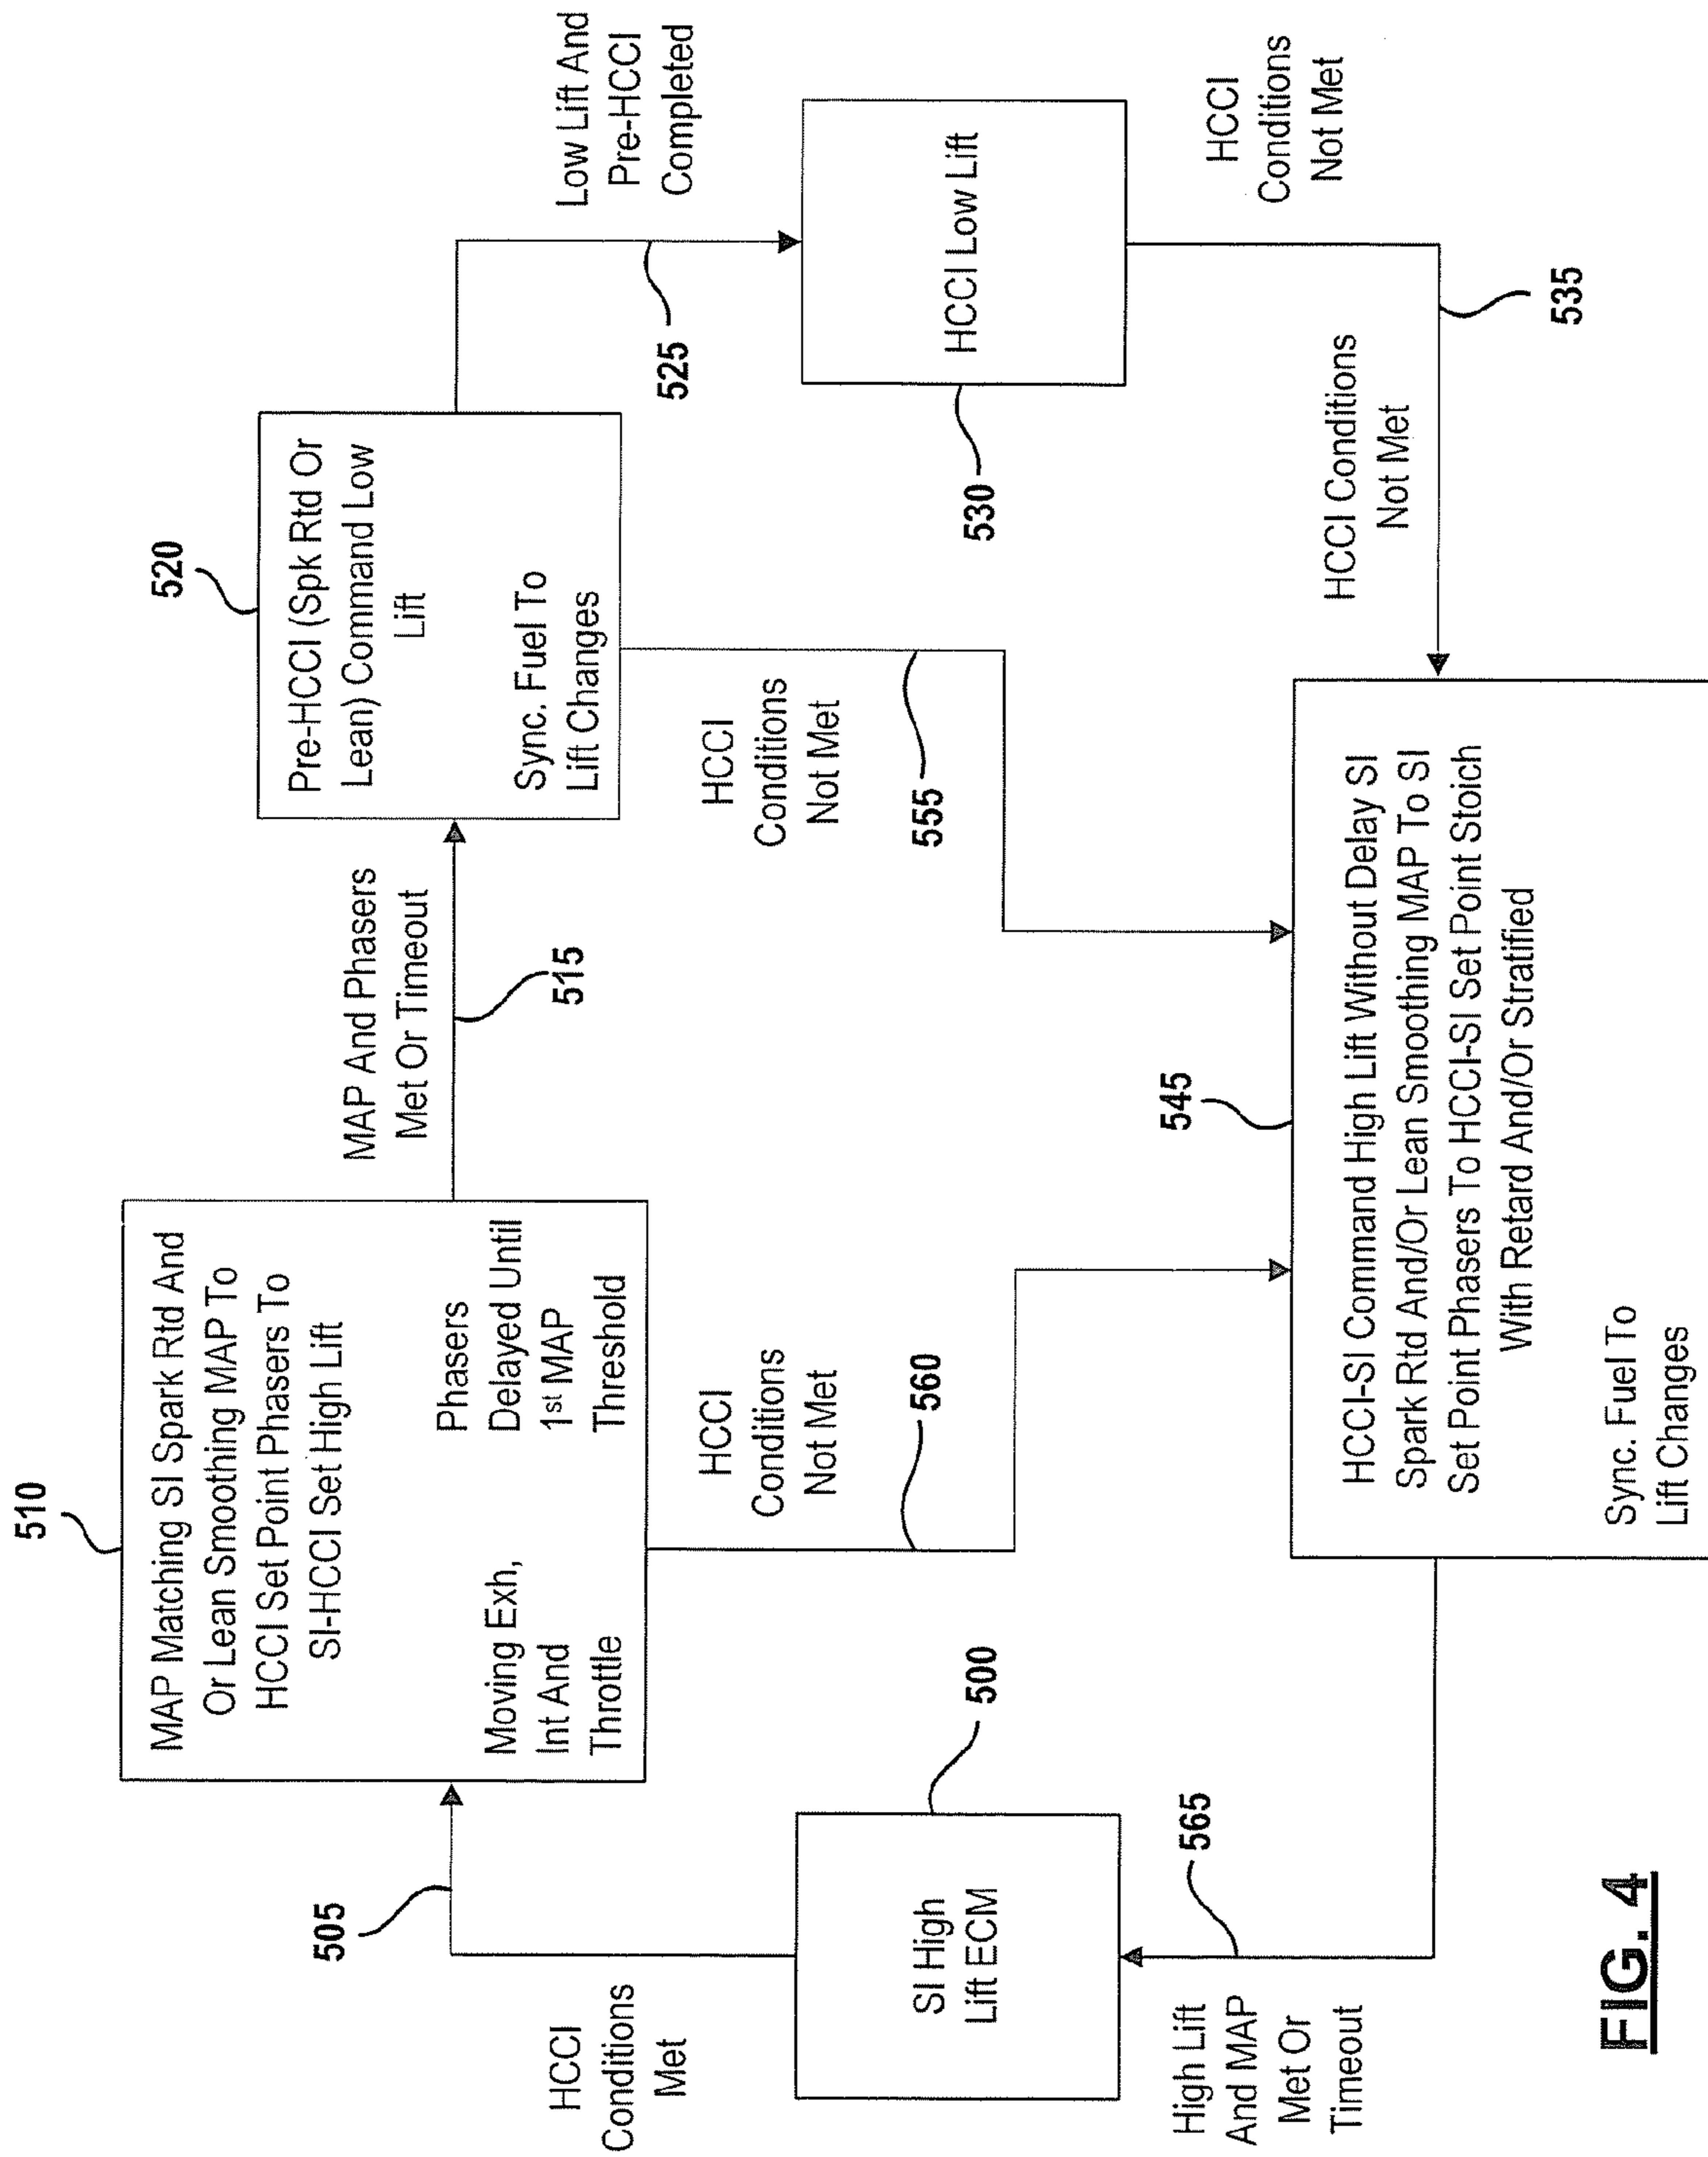 510
MAP Matching SI Spark Rtd And
Or Lean Smoothing MAP To
HCCI Set Point Phasers To
SI-HCCI Set High Lift
Moving Exh,
Int And
Throttle
Phasers
Delayed Until
1st MAP
Threshold
MAP And Phasers
Met Or Timeout
515
520
Pre-HCCI (Spk Rtd Or
Lean) Command Low
Lift
Sync. Fuel To
Lift Changes
Low Lift And
Pre-HCCI
Completed
525
505
HCCI
Conditions
Met
SI High
Lift ECM
500
HCCI
Conditions
Not Met
560
HCCI
Conditions
Not Met
555
HCCI Low Lift
530
HCCI
Conditions
Not Met
535
HCCI Conditions
Not Met
High Lift
And MAP
Met Or
Timeout
565
545
HCCI-SI Command High Lift Without Delay SI
Spark Rtd And/Or Lean Smoothing MAP To SI
Set Point Phasers To HCCI-SI Set Point Stoich
With Retard And/Or Stratified
Sync. Fuel To
Lift Changes
FIG. 4